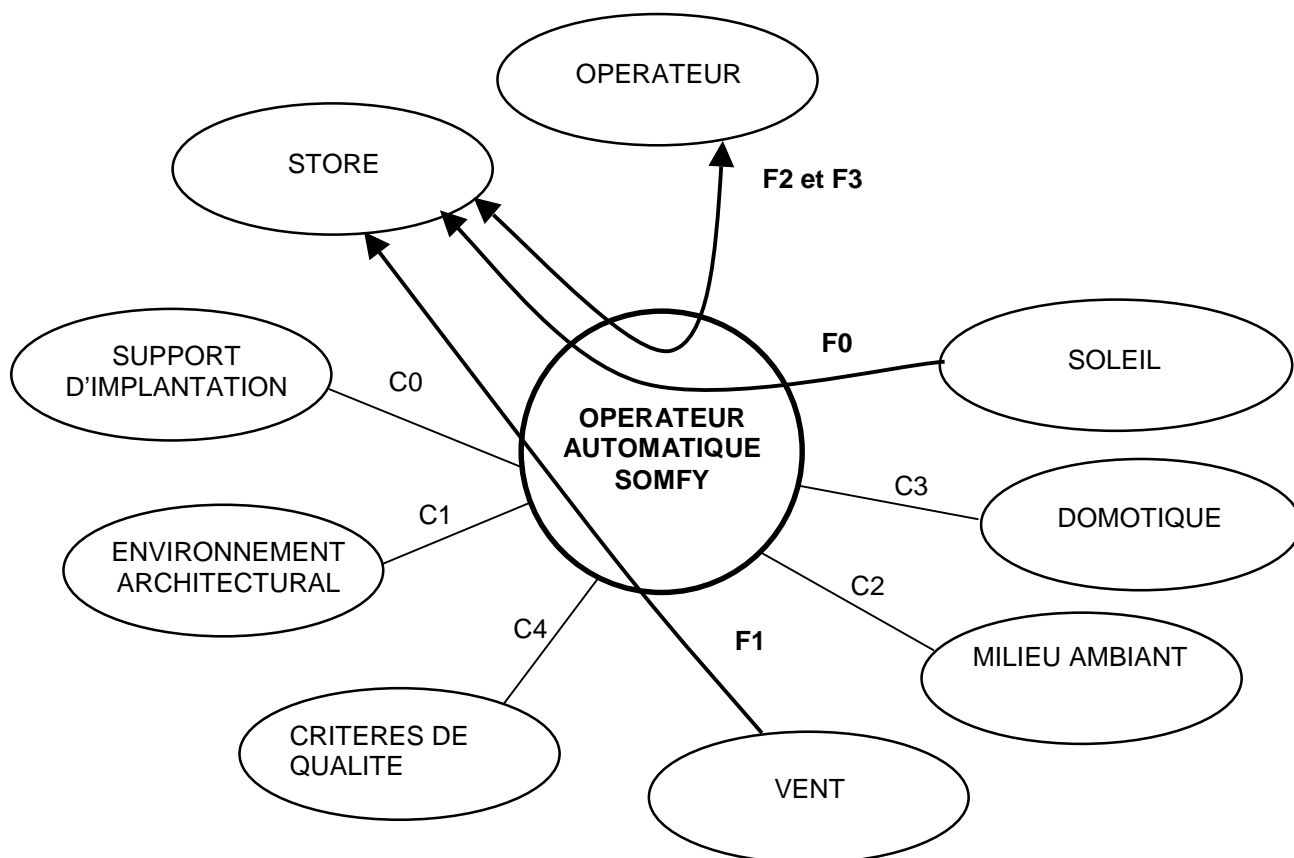 OPERATEUR
STORE
F2 et F3
SUPPORT
D'IMPLANTATION
C0
F0
SOLEIL
OPERATEUR
AUTOMATIQUE
SOMFY
C3
DOMOTIQUE
C1
ENVIRONNEMENT
ARCHITECTURAL
C2
MILIEU AMBIANT
C4
F1
CRITERES DE
QUALITE
VENT